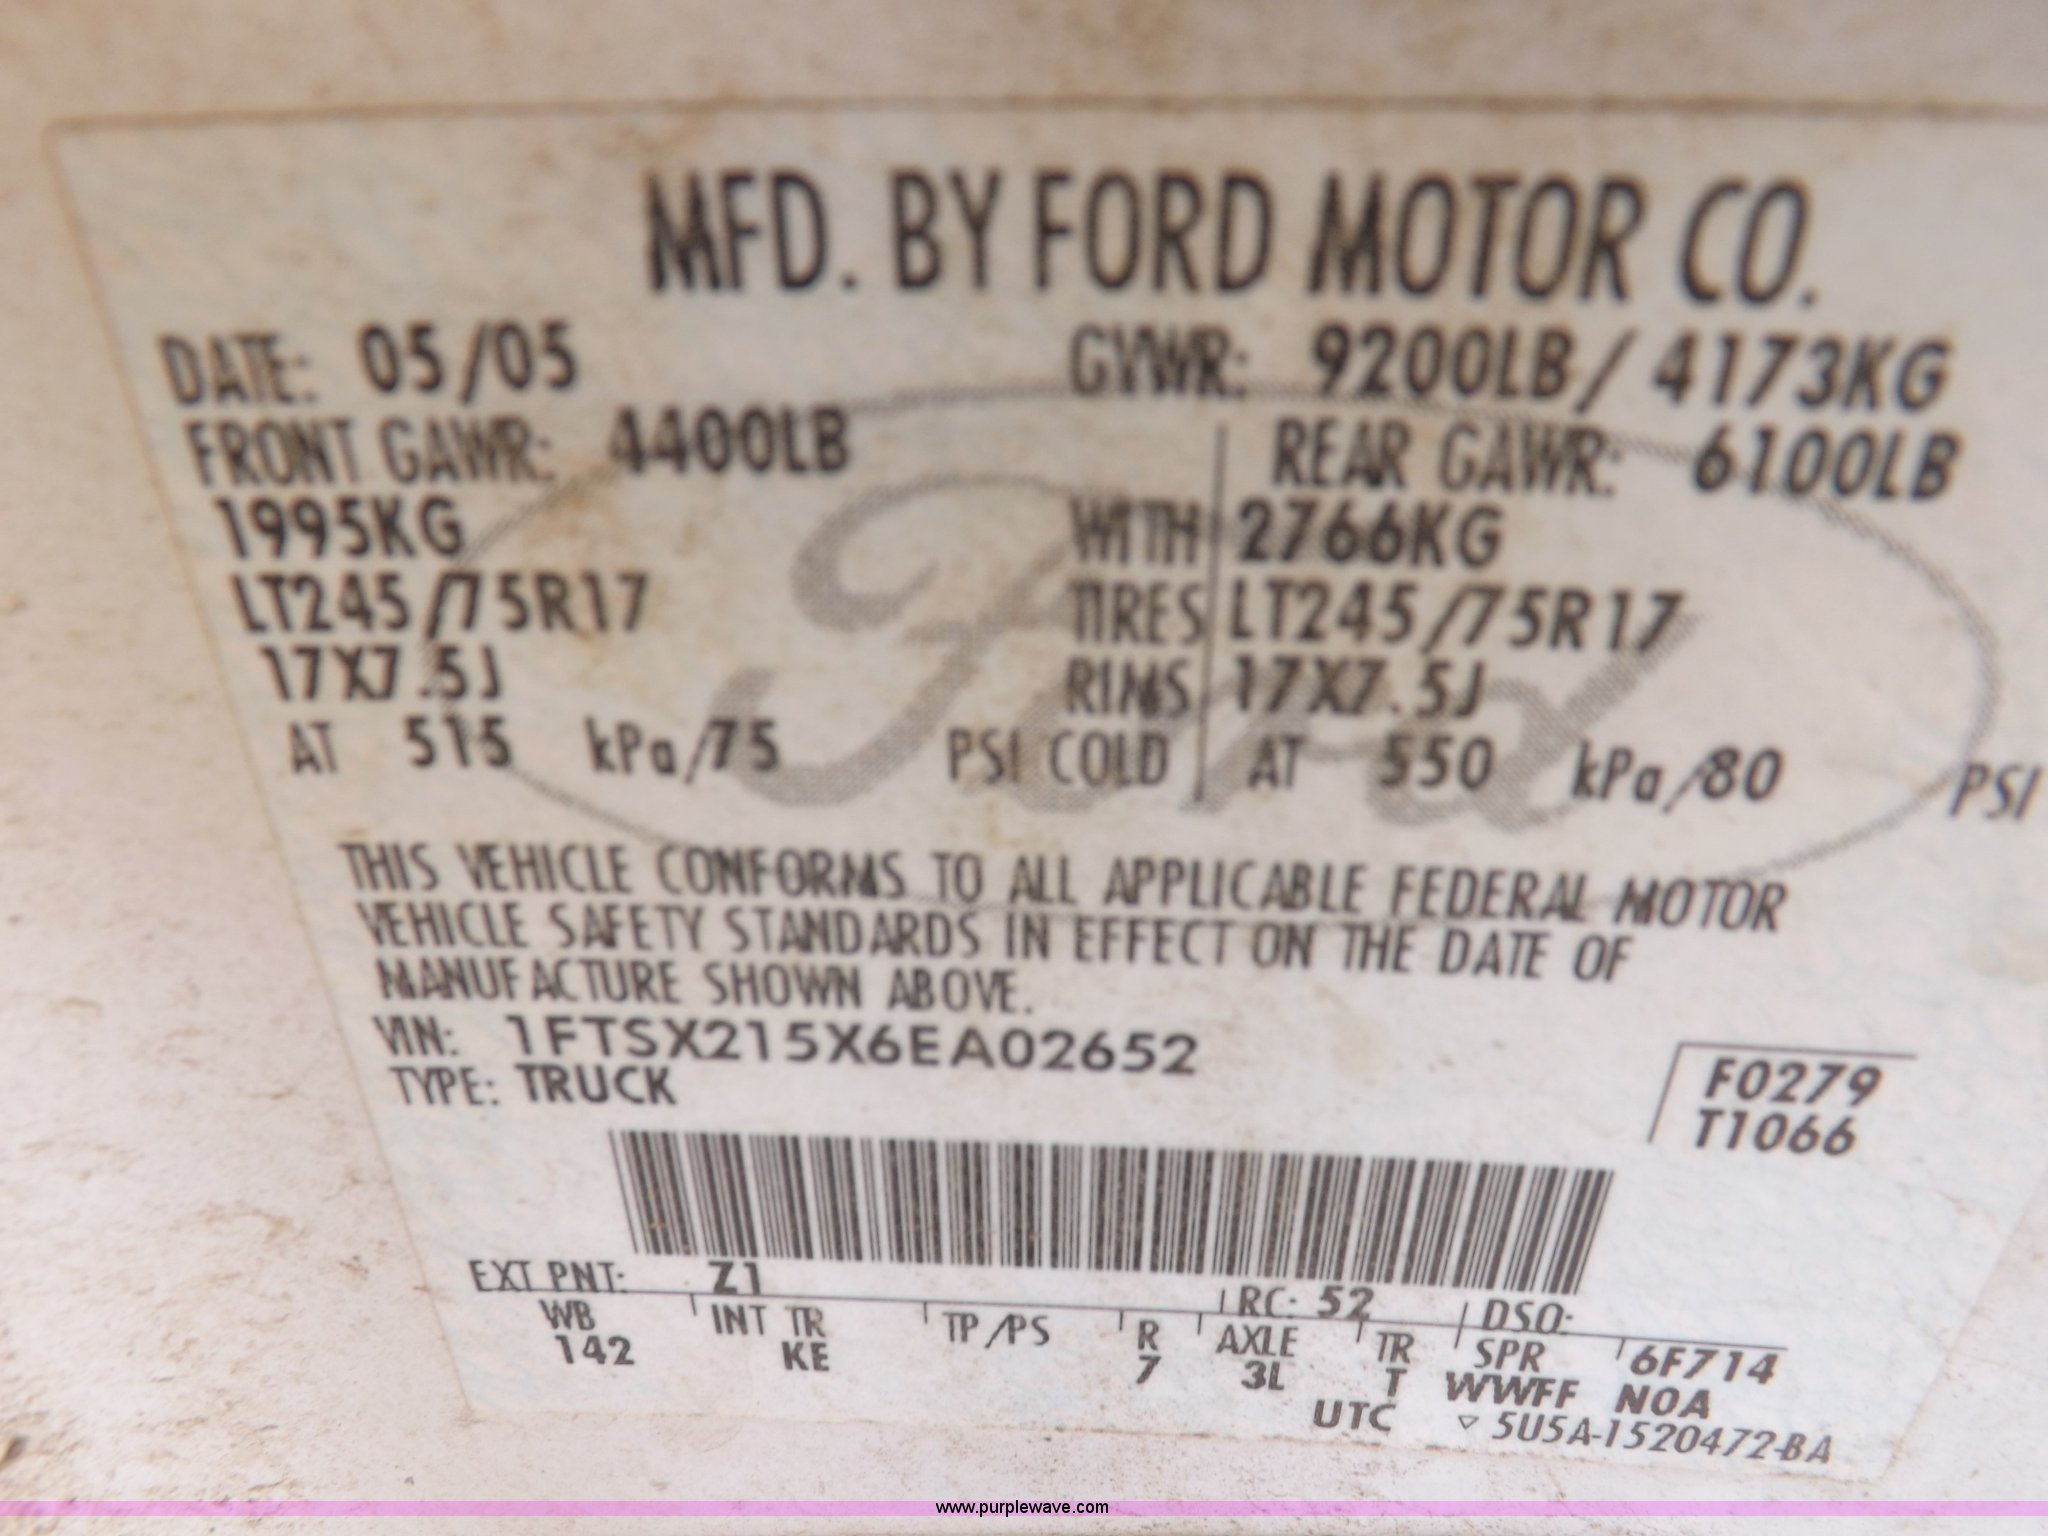 MFD. BY FORD MOTOR CO.
DATE: 05/05 GVWR: 9200LB/4173KG
FRONT GAWR: 4400LB REAR GAWR: 6100LB
1995KG WITH 2766KG
LT245/75R17 TIRES LT245/75R17
17X7.5J RIMS 17X7.5J
AT 515 kPa/75 PSI COLD AT 550 kPa/80 PSI
Ford
THIS VEHICLE CONFORMS TO ALL APPLICABLE FEDERAL MOTOR
VEHICLE SAFETY STANDARDS IN EFFECT ON THE DATE OF
MANUFACTURE SHOWN ABOVE.
VIN: 1FTSX215X6EA02652
TYPE: TRUCK
F0279
T1066
EXT PNT: Z1 RC: 52 DSO:
WB INT TR TP/PS R AXLE TR SPR 6F714
142 KE 7 3L T WWFF NOA
UTC ▽ 5U5A-1520472-BA
www.purplewave.com